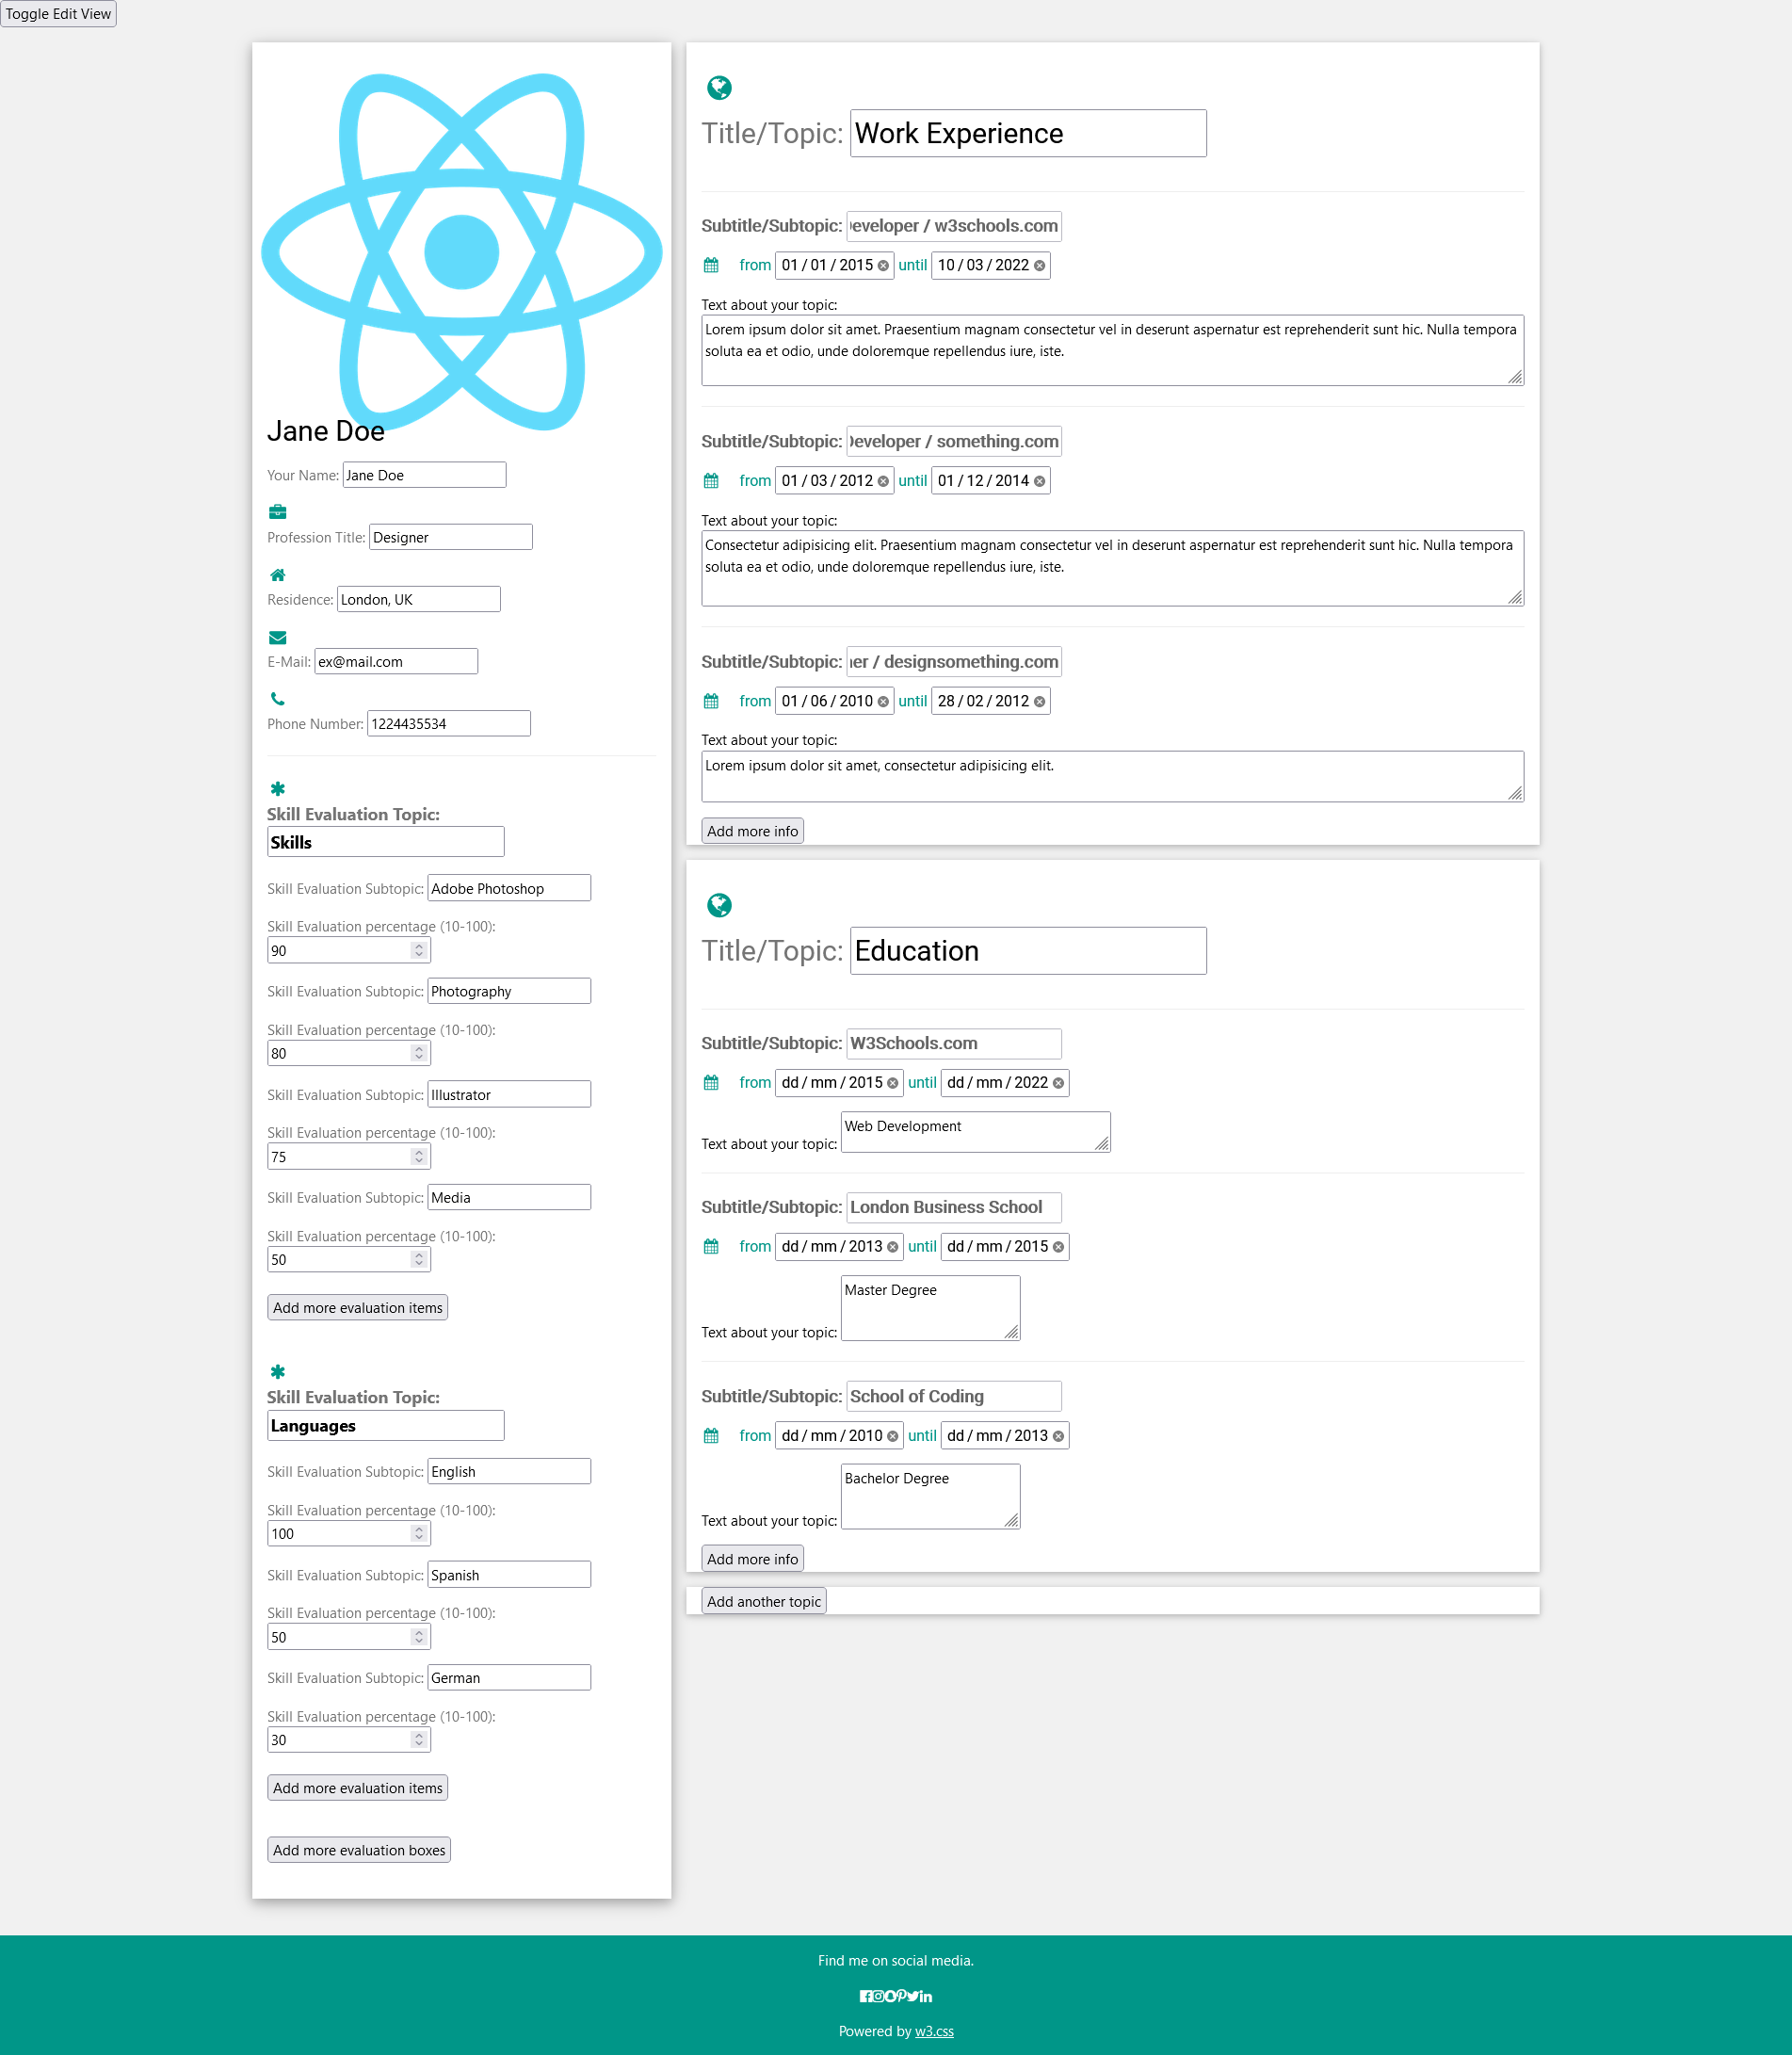 Toggle Edit View
Jane Doe
Your Name: Jane Doe
Profession Title: Designer
Residence: London, UK
E-Mail: ex@mail.com
Phone Number: 1224435534
Skill Evaluation Topic:
Skills
Skill Evaluation Subtopic: Adobe Photoshop
Skill Evaluation percentage (10-100):
90
Skill Evaluation Subtopic: Photography
Skill Evaluation percentage (10-100):
80
Skill Evaluation Subtopic: Illustrator
Skill Evaluation percentage (10-100):
75
Skill Evaluation Subtopic: Media
Skill Evaluation percentage (10-100):
50
Add more evaluation items
Skill Evaluation Topic:
Languages
Skill Evaluation Subtopic: English
Skill Evaluation percentage (10-100):
100
Skill Evaluation Subtopic: Spanish
Skill Evaluation percentage (10-100):
50
Skill Evaluation Subtopic: German
Skill Evaluation percentage (10-100):
30
Add more evaluation items
Add more evaluation boxes
Title/Topic: Work Experience
Subtitle/Subtopic: Developer / w3schools.com
from 01 / 01 / 2015 until 10 / 03 / 2022
Text about your topic:
Lorem ipsum dolor sit amet. Praesentium magnam consectetur vel in deserunt aspernatur est reprehenderit sunt hic. Nulla tempora
soluta ea et odio, unde doloremque repellendus iure, iste.
Subtitle/Subtopic: Developer / something.com
from 01 / 03 / 2012 until 01 / 12 / 2014
Text about your topic:
Consectetur adipisicing elit. Praesentium magnam consectetur vel in deserunt aspernatur est reprehenderit sunt hic. Nulla tempora
soluta ea et odio, unde doloremque repellendus iure, iste.
Subtitle/Subtopic: er / designsomething.com
from 01 / 06 / 2010 until 28 / 02 / 2012
Text about your topic:
Lorem ipsum dolor sit amet, consectetur adipisicing elit.
Add more info
Title/Topic: Education
Subtitle/Subtopic: W3Schools.com
from dd / mm / 2015 until dd / mm / 2022
Text about your topic: Web Development
Subtitle/Subtopic: London Business School
from dd / mm / 2013 until dd / mm / 2015
Text about your topic: Master Degree
Subtitle/Subtopic: School of Coding
from dd / mm / 2010 until dd / mm / 2013
Text about your topic: Bachelor Degree
Add more info
Add another topic
Find me on social media.
Powered by w3.css